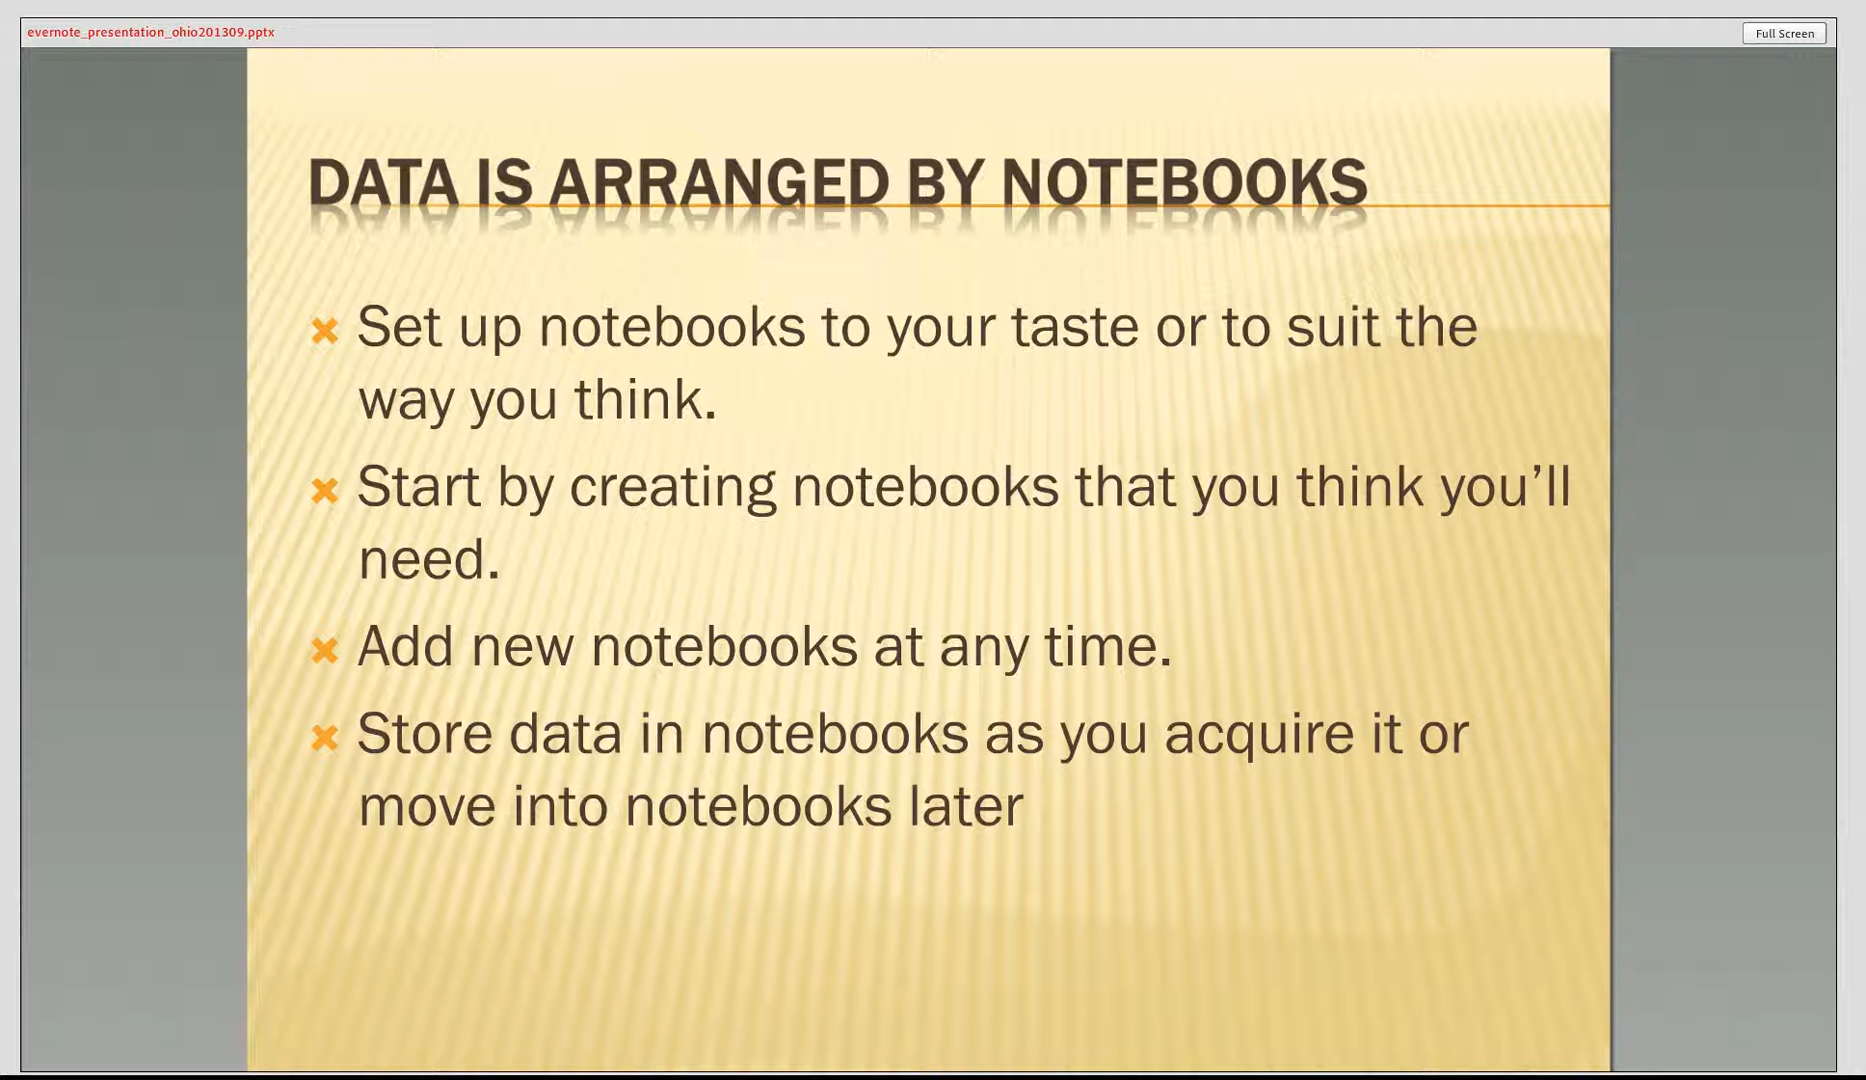 evernote_presentation_ohio201309.pptx
Full Screen
DATA IS ARRANGED BY NOTEBOOKS
Set up notebooks to your taste or to suit the
way you think.
Start by creating notebooks that you think you’ll
need.
Add new notebooks at any time.
Store data in notebooks as you acquire it or
move into notebooks later